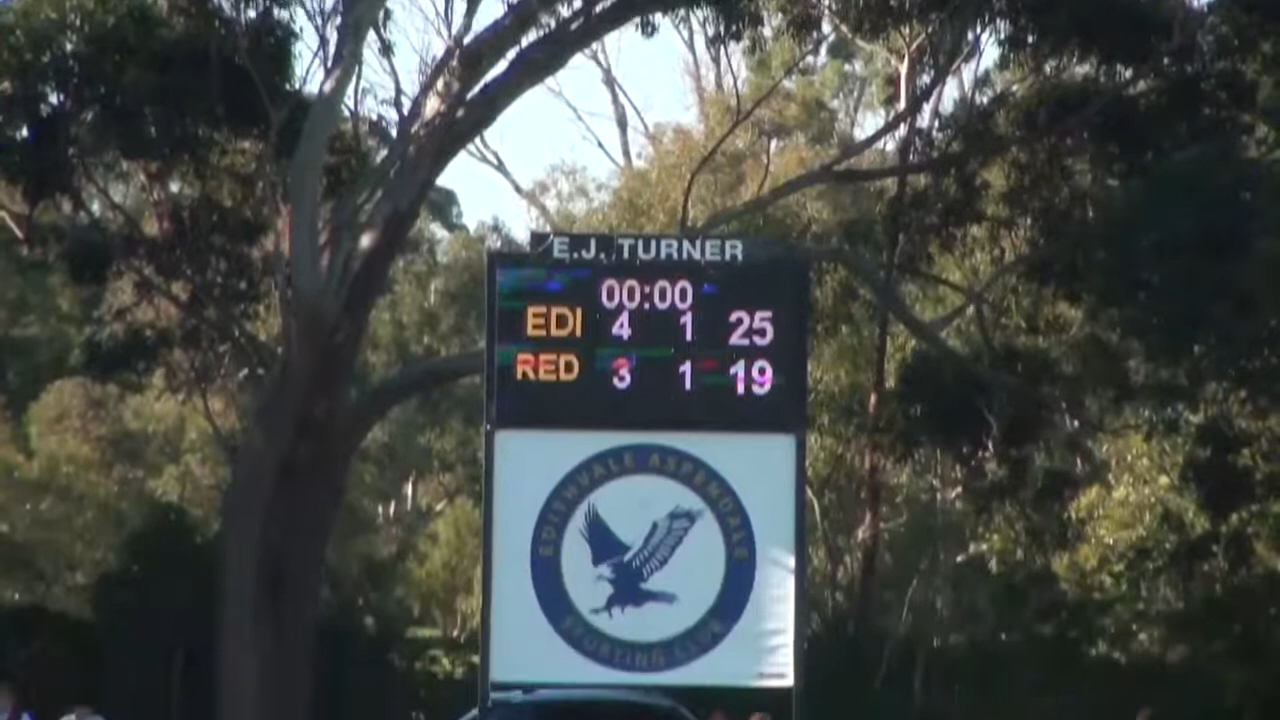 E.J. TURNER
00:00
EDI 4 1 25
RED 3 1 19
EDITHVALE ASPENDALE
SPORTING CLUB